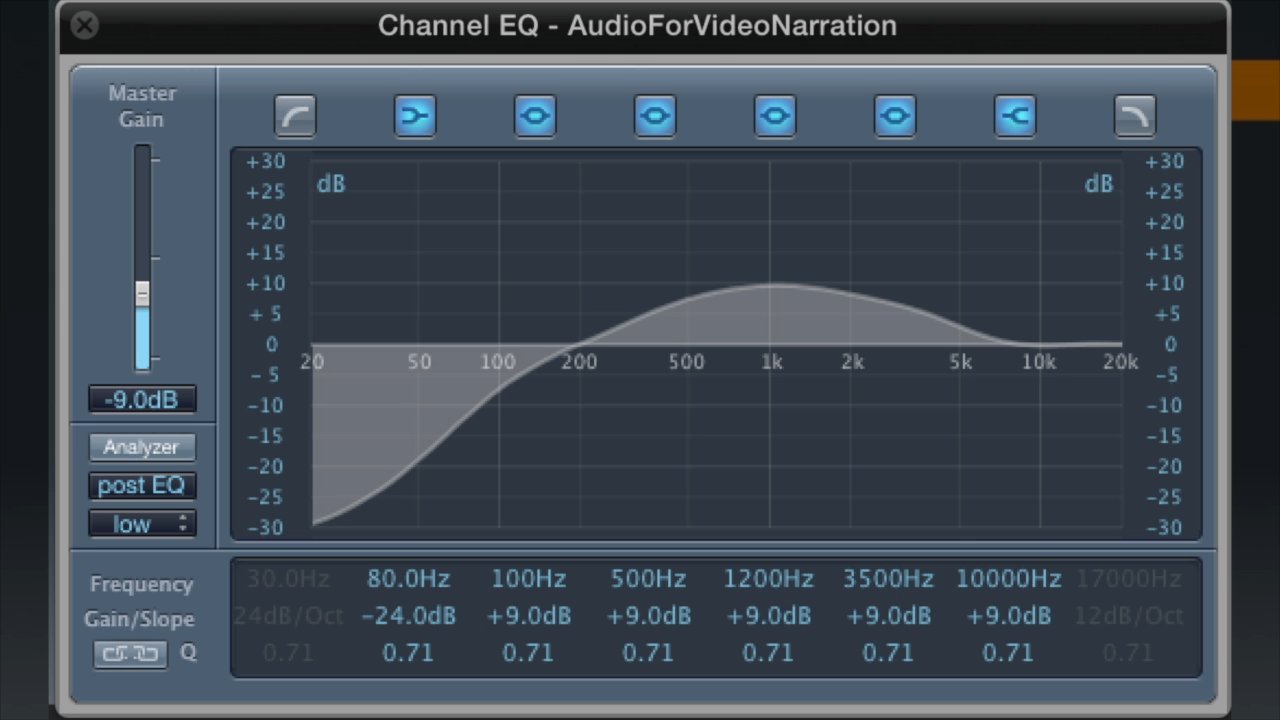 Channel EQ - AudioForVideoNarration
Master
Gain
-9.0dB
Analyzer
post EQ
low
+30
+25
+20
+15
+10
+ 5
0
- 5
-10
-15
-20
-25
-30
dB
dB
20 50 100 200 500 1k 2k 5k 10k 20k
+30
+25
+20
+15
+10
+5
0
-5
-10
-15
-20
-25
-30
Frequency 30.0Hz 80.0Hz 100Hz 500Hz 1200Hz 3500Hz 10000Hz 17000Hz
Gain/Slope 24dB/Oct -24.0dB +9.0dB +9.0dB +9.0dB +9.0dB +9.0dB 12dB/Oct
Q 0.71 0.71 0.71 0.71 0.71 0.71 0.71 0.71